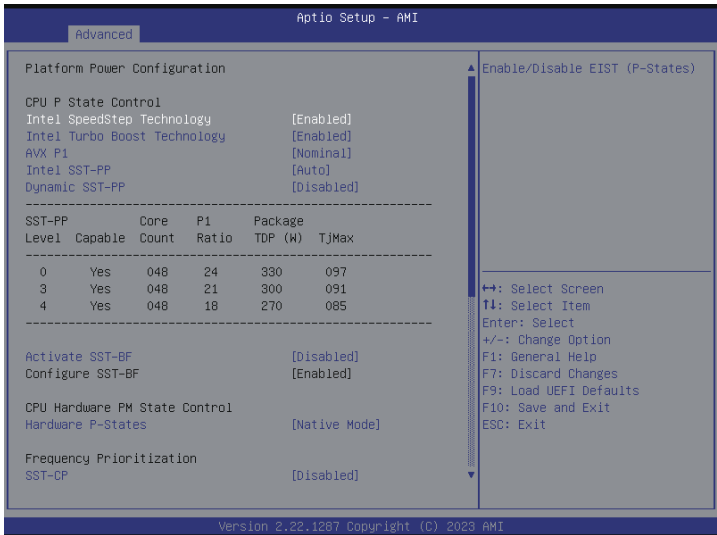 Aptio Setup - AMI
Advanced
Platform Power Configuration
CPU P State Control
Intel SpeedStep Technology [Enabled]
Intel Turbo Boost Technology [Enabled]
AVX P1 [Nominal]
Intel SST-PP [Auto]
Dynamic SST-PP [Disabled]
SST-PP Core P1 Package
Level Capable Count Ratio TDP (W) TjMax
0 Yes 048 24 330 097
3 Yes 048 21 300 091
4 Yes 048 18 270 085
Activate SST-BF [Disabled]
Configure SST-BF [Enabled]
CPU Hardware PM State Control
Hardware P-States [Native Mode]
Frequency Prioritization
SST-CP [Disabled]
Enable/Disable EIST (P-States)
↔: Select Screen
↑↓: Select Item
Enter: Select
+/-: Change Option
F1: General Help
F7: Discard Changes
F9: Load UEFI Defaults
F10: Save and Exit
ESC: Exit
Version 2.22.1287 Copyright (C) 2023 AMI